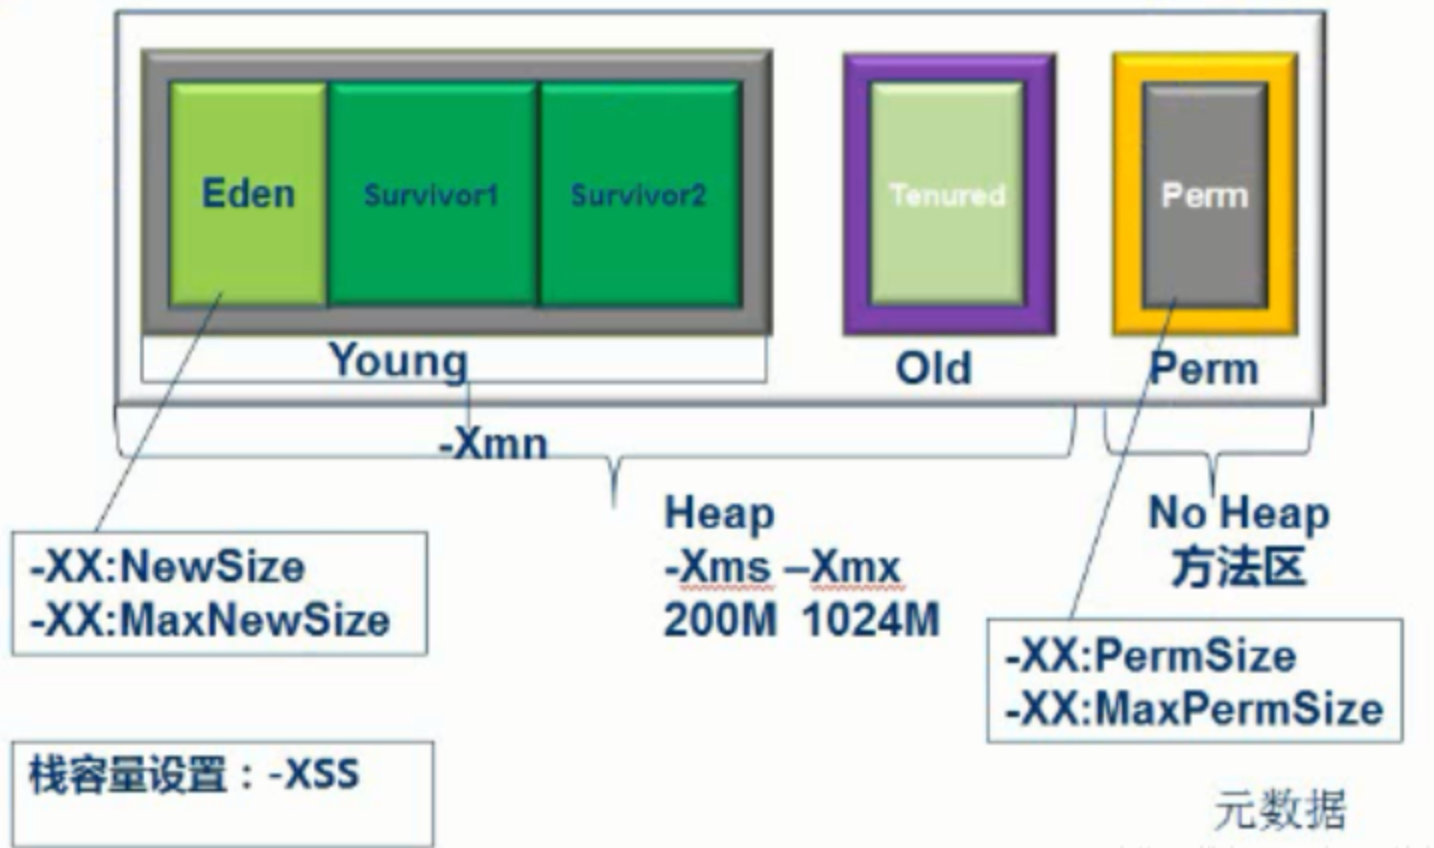 Eden
Survivor1
Survivor2
Tenured
Perm
Young
Old
Perm
-Xmn
Heap
-Xms –Xmx
200M 1024M
No Heap
方法区
-XX:NewSize
-XX:MaxNewSize
-XX:PermSize
-XX:MaxPermSize
栈容量设置：-XSS
元数据